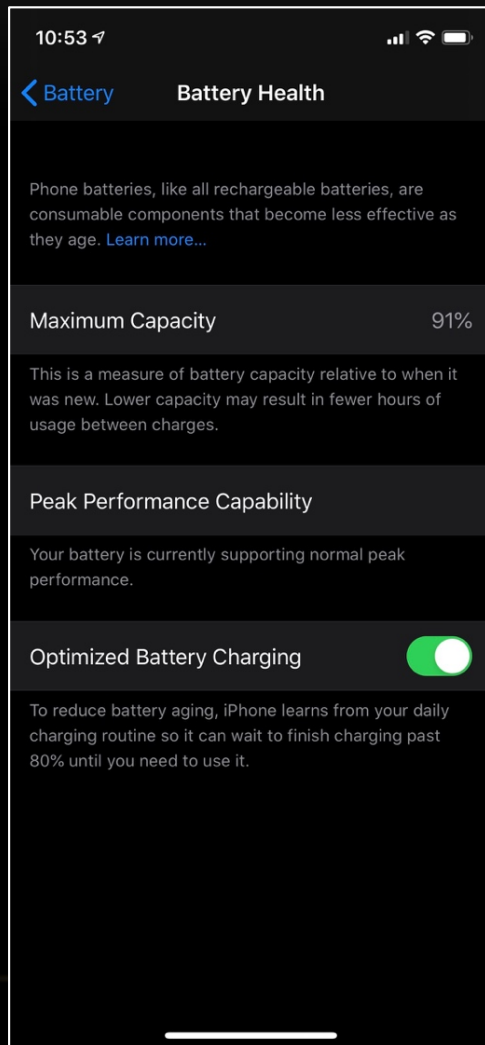 10:53
Battery
Battery Health
Phone batteries, like all rechargeable batteries, are
consumable components that become less effective as
they age. Learn more...
Maximum Capacity 91%
This is a measure of battery capacity relative to when it
was new. Lower capacity may result in fewer hours of
usage between charges.
Peak Performance Capability
Your battery is currently supporting normal peak
performance.
Optimized Battery Charging
To reduce battery aging, iPhone learns from your daily
charging routine so it can wait to finish charging past
80% until you need to use it.